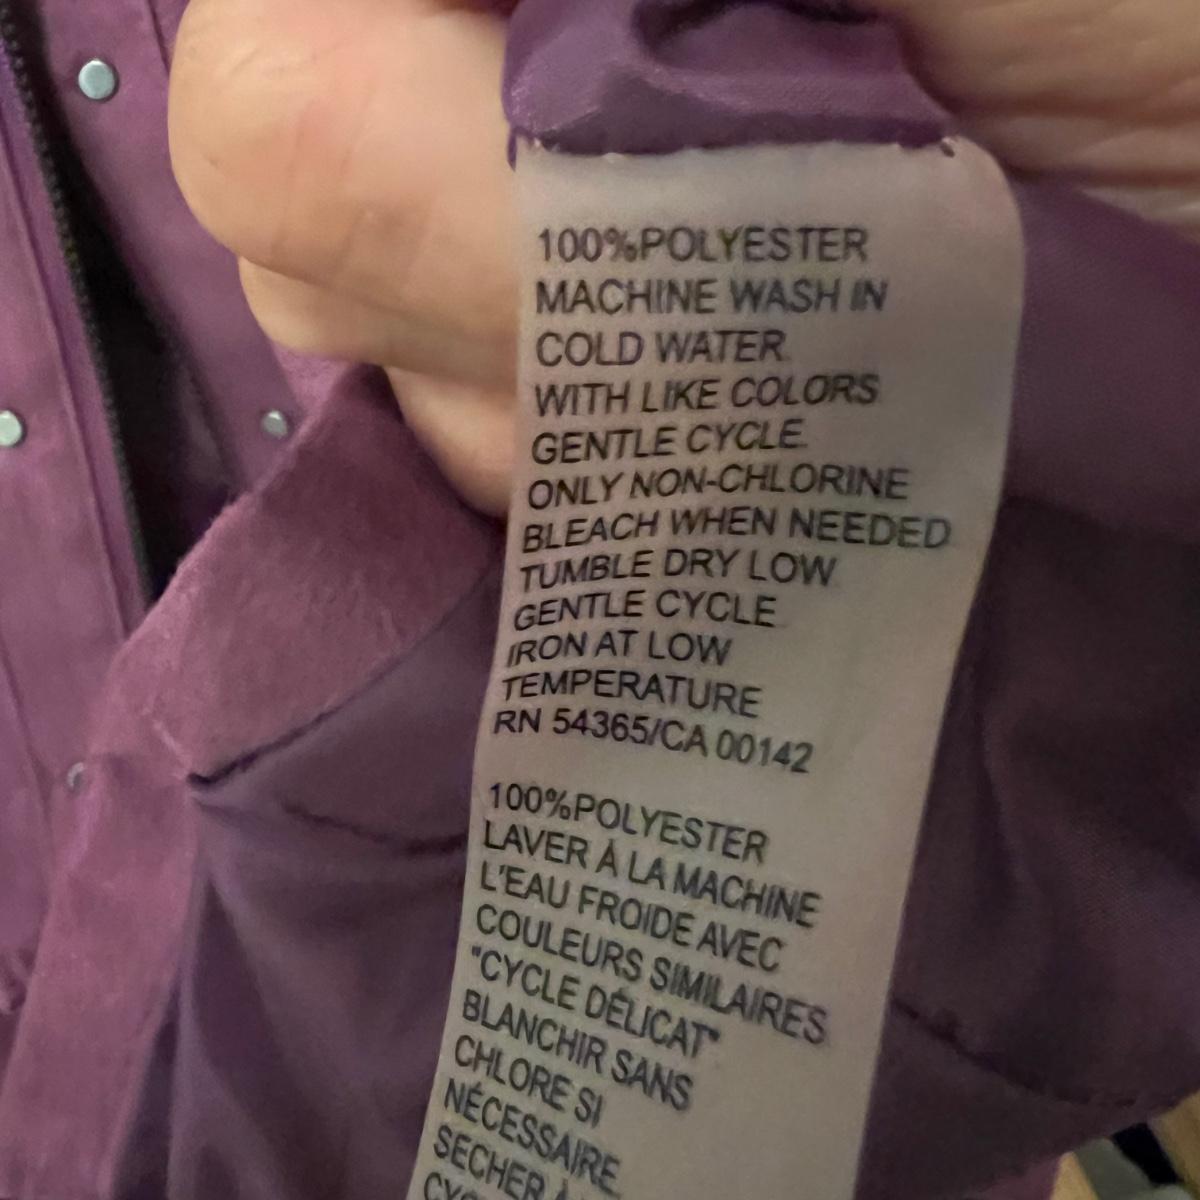 100%POLYESTER
MACHINE WASH IN
COLD WATER
WITH LIKE COLORS
GENTLE CYCLE
ONLY NON-CHLORINE
BLEACH WHEN NEEDED
TUMBLE DRY LOW
GENTLE CYCLE
IRON AT LOW
TEMPERATURE
RN 54365/CA 00142
100%POLYESTER
LAVER À LA MACHINE
L'EAU FROIDE AVEC
COULEURS SIMILAIRES
"CYCLE DÉLICAT"
BLANCHIR SANS
CHLORE SI
NÉCESSAIRE
SECHER À